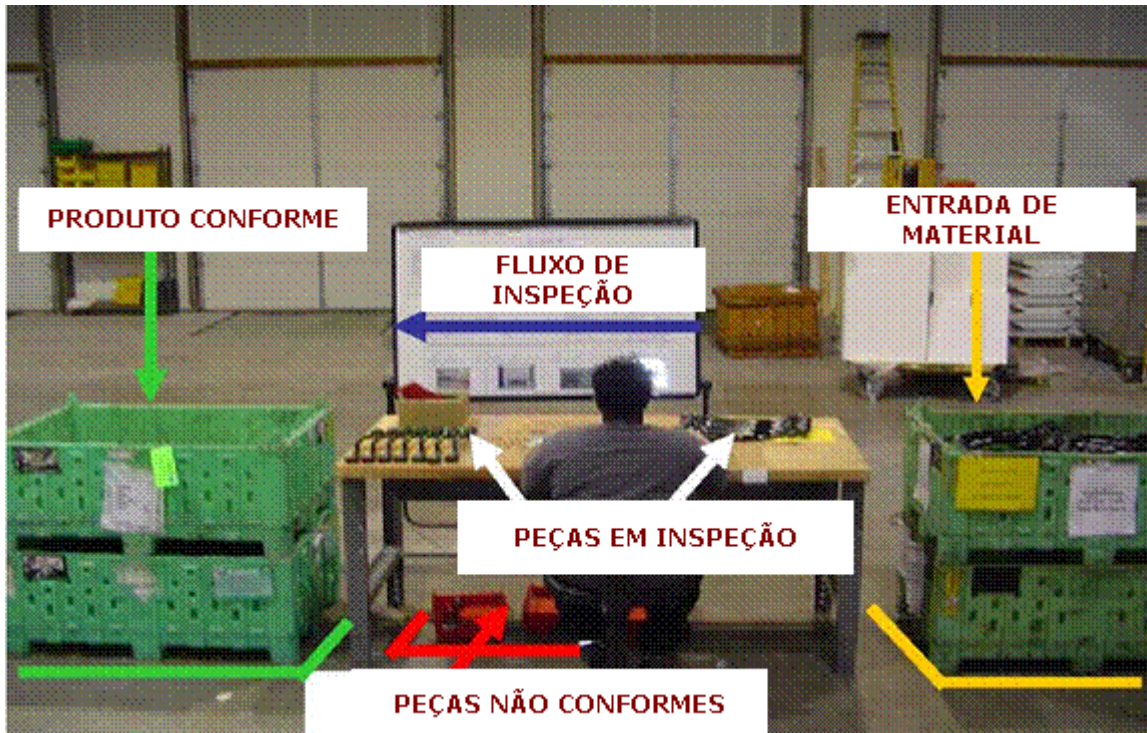 PRODUTO CONFORME
ENTRADA DE
MATERIAL
FLUXO DE
INSPEÇÃO
PEÇAS EM INSPEÇÃO
PEÇAS NÃO CONFORMES